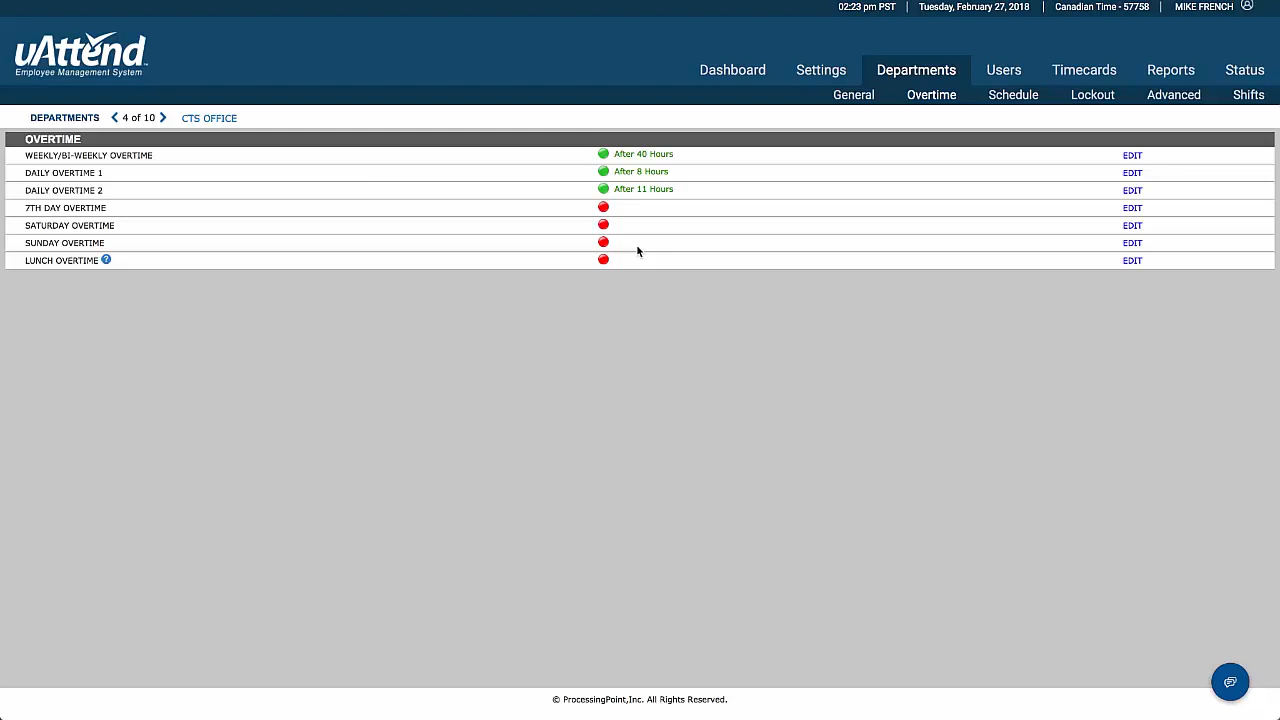 02:23 pm PST | Tuesday, February 27, 2018 | Canadian Time - 57758 | MIKE FRENCH
uAttend
Employee Management System
Dashboard Settings Departments Users Timecards Reports Status
General Overtime Schedule Lockout Advanced Shifts
DEPARTMENTS 4 of 10 CTS OFFICE
OVERTIME
WEEKLY/BI-WEEKLY OVERTIME After 40 Hours EDIT
DAILY OVERTIME 1 After 8 Hours EDIT
DAILY OVERTIME 2 After 11 Hours EDIT
7TH DAY OVERTIME EDIT
SATURDAY OVERTIME EDIT
SUNDAY OVERTIME EDIT
LUNCH OVERTIME ? EDIT
© ProcessingPoint,Inc. All Rights Reserved.